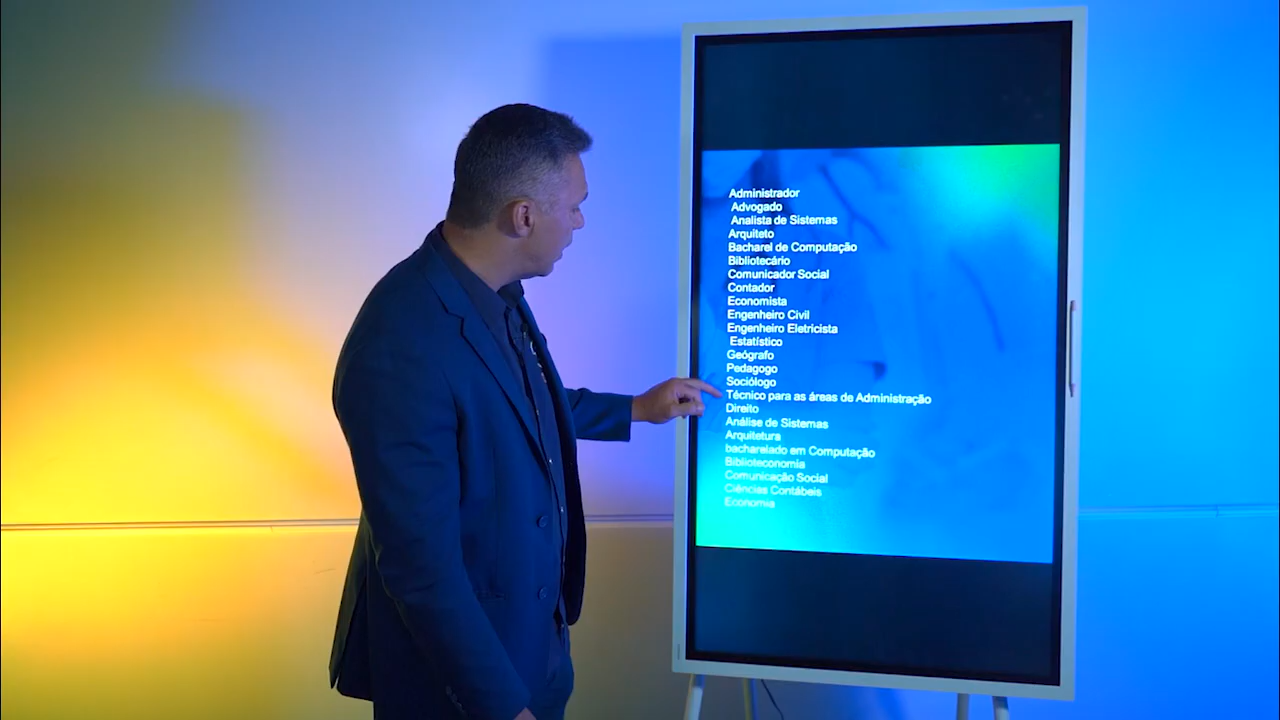 Administrador
Advogado
Analista de Sistemas
Arquiteto
Bacharel de Computação
Bibliotecário
Comunicador Social
Contador
Economista
Engenheiro Civil
Engenheiro Eletricista
Estatístico
Geógrafo
Pedagogo
Sociólogo
Técnico para as áreas de Administração
Direito
Análise de Sistemas
Arquitetura
bacharelado em Computação
Biblioteconomia
Comunicação Social
Ciências Contábeis
Economia